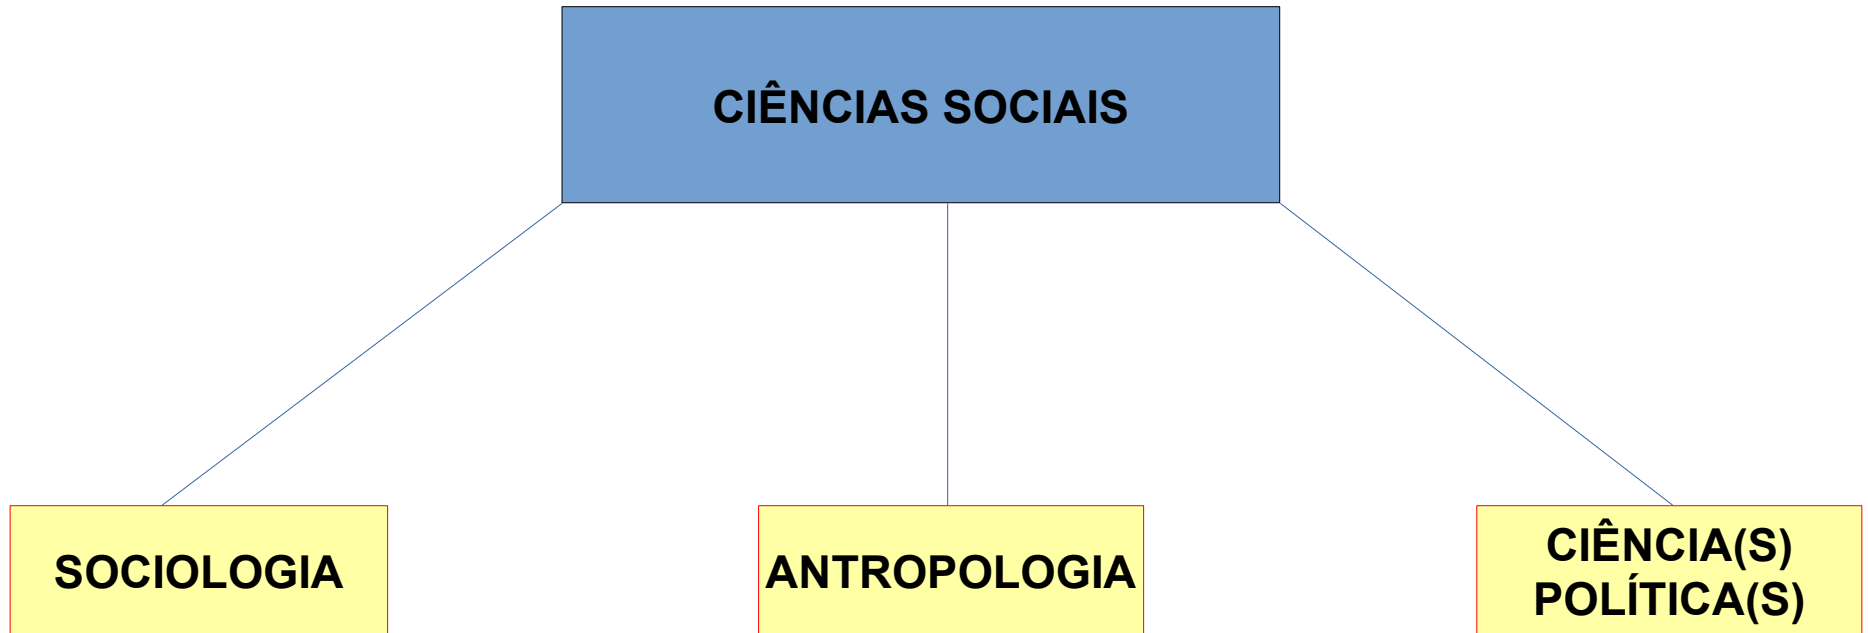 CIÊNCIAS SOCIAIS
SOCIOLOGIA
ANTROPOLOGIA
CIÊNCIA(S)
POLÍTICA(S)